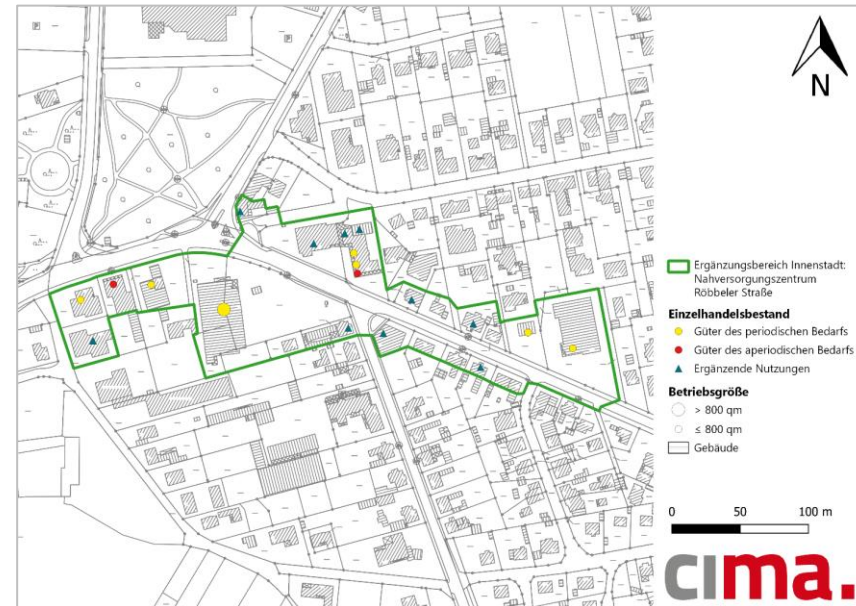 N
Ergänzungsbereich Innenstadt:
Nahversorgungszentrum
Röbbeler Straße
Einzelhandelsbestand
Güter des periodischen Bedarfs
Güter des aperiodischen Bedarfs
Ergänzende Nutzungen
Betriebsgröße
> 800 qm
≤ 800 qm
Gebäude
0 50 100 m
cima.